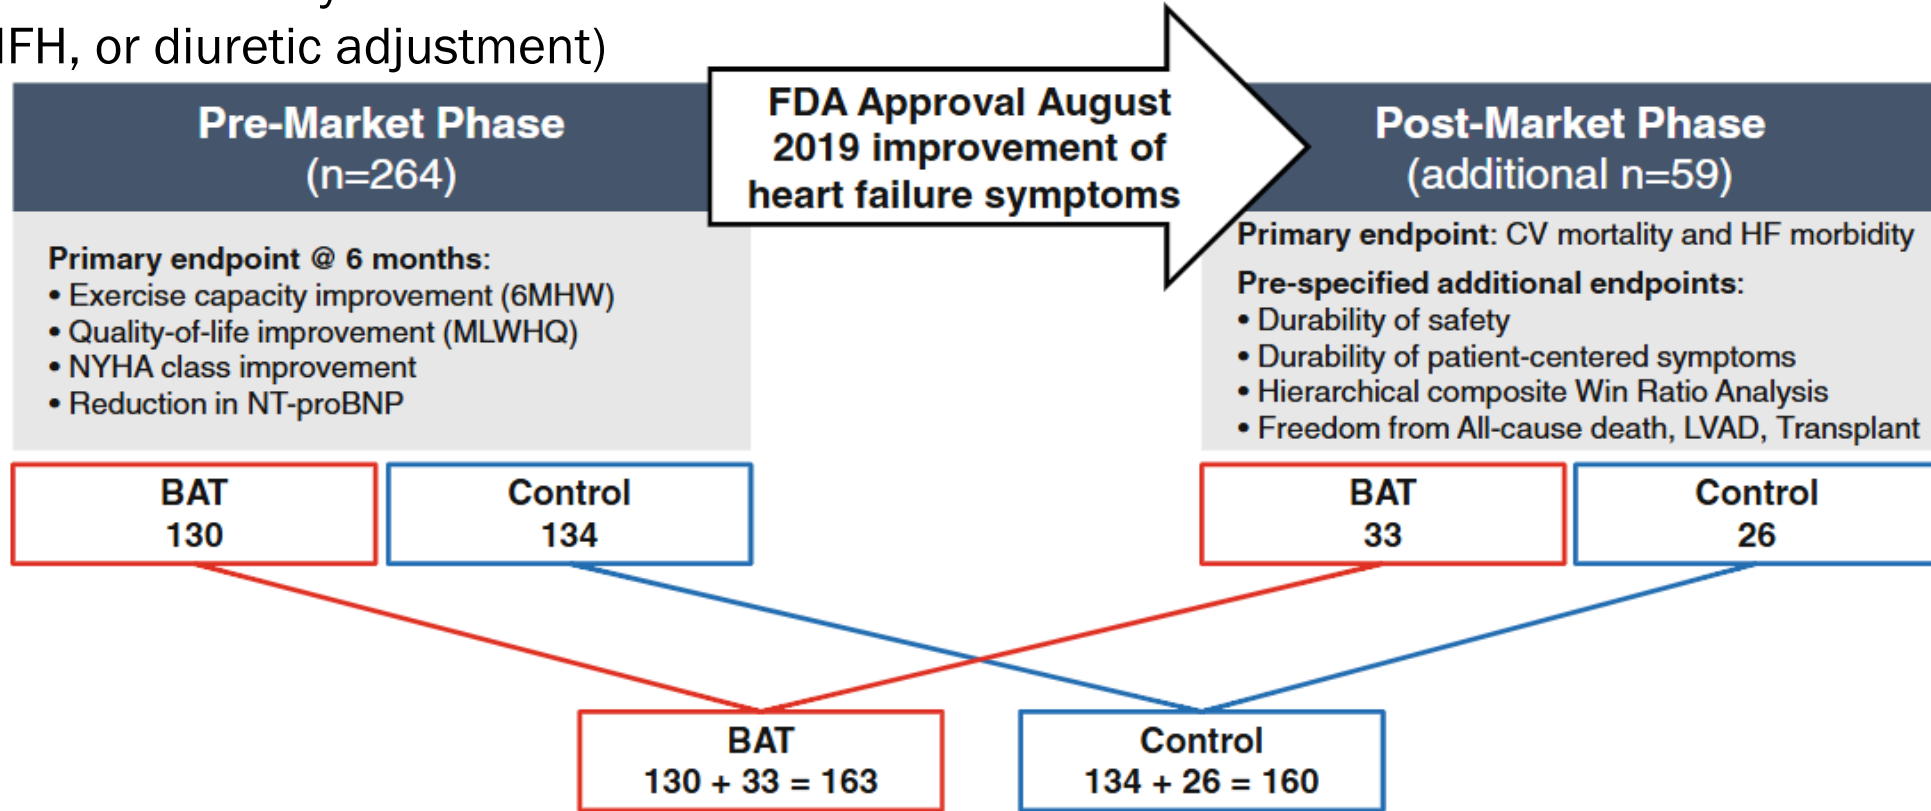 HFH, or diuretic adjustment)
Pre-Market Phase
(n=264)
FDA Approval August
2019 improvement of
heart failure symptoms
Post-Market Phase
(additional n=59)
Primary endpoint @ 6 months:
• Exercise capacity improvement (6MHW)
• Quality-of-life improvement (MLWHQ)
• NYHA class improvement
• Reduction in NT-proBNP
Primary endpoint: CV mortality and HF morbidity
Pre-specified additional endpoints:
• Durability of safety
• Durability of patient-centered symptoms
• Hierarchical composite Win Ratio Analysis
• Freedom from All-cause death, LVAD, Transplant
BAT
130
Control
134
BAT
33
Control
26
BAT
130 + 33 = 163
Control
134 + 26 = 160